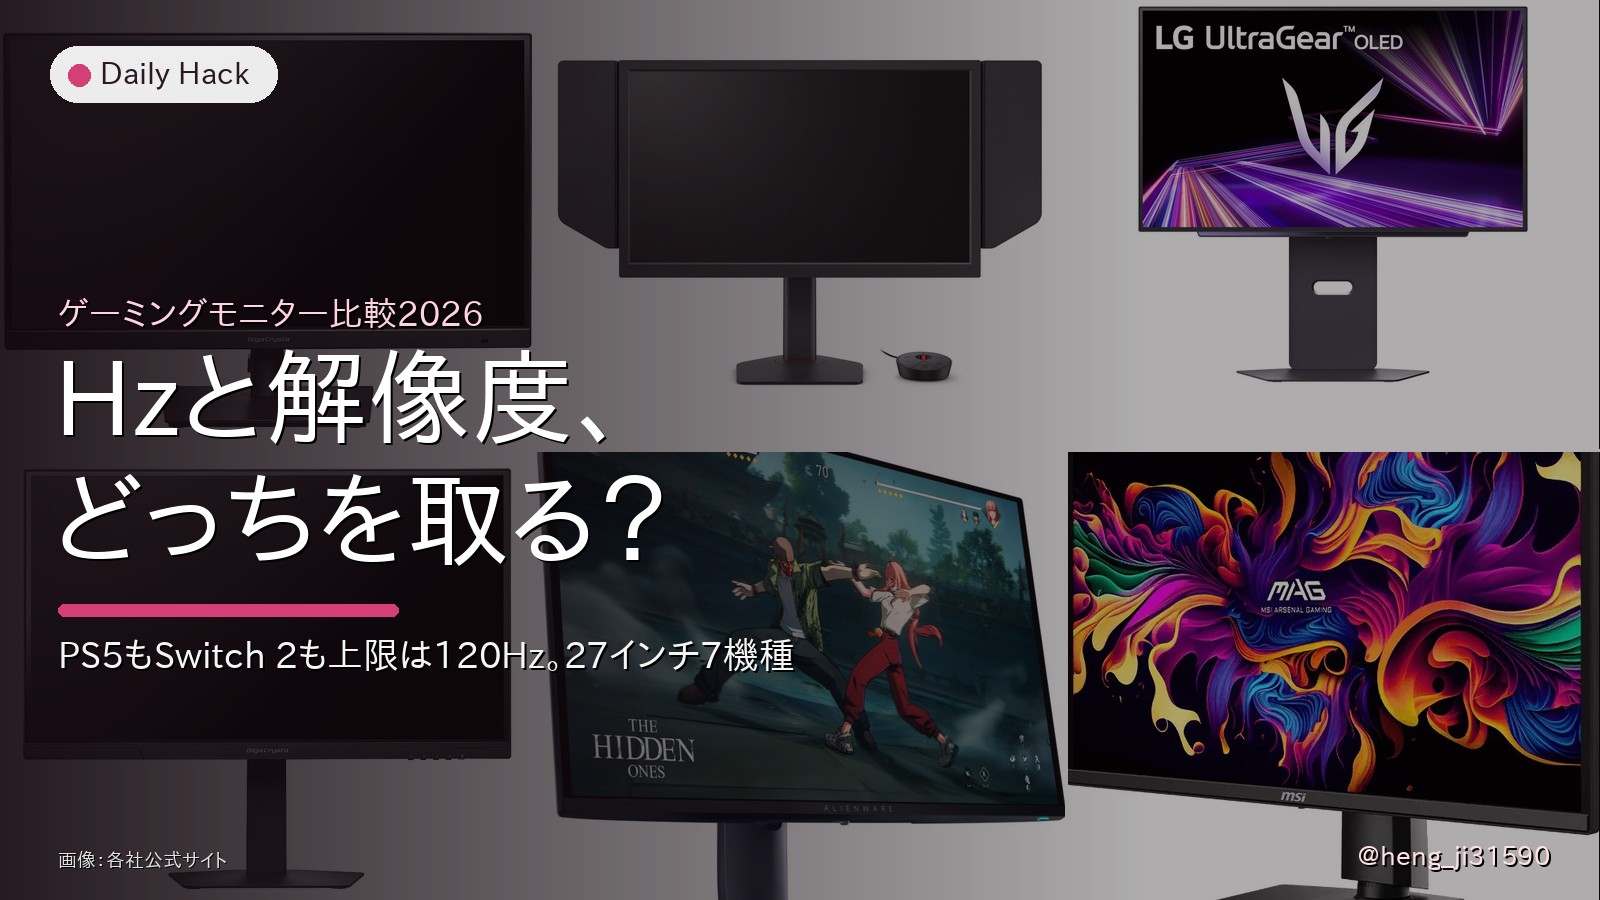 Daily Hack
LG UltraGear™OLED
ゲーミングモニター比較2026
GigaCrysta
Hzと解像度、
どっちを取る?
70
MAG
MSI ARSENAL GAMING
PS5もSwitch 2も上限は120Hz。27インチ7機種
THE
HIDDEN
ONES
GigaCrysta
ALIENWARE
msi
画像：各社公式サイト
@heng_ji31590